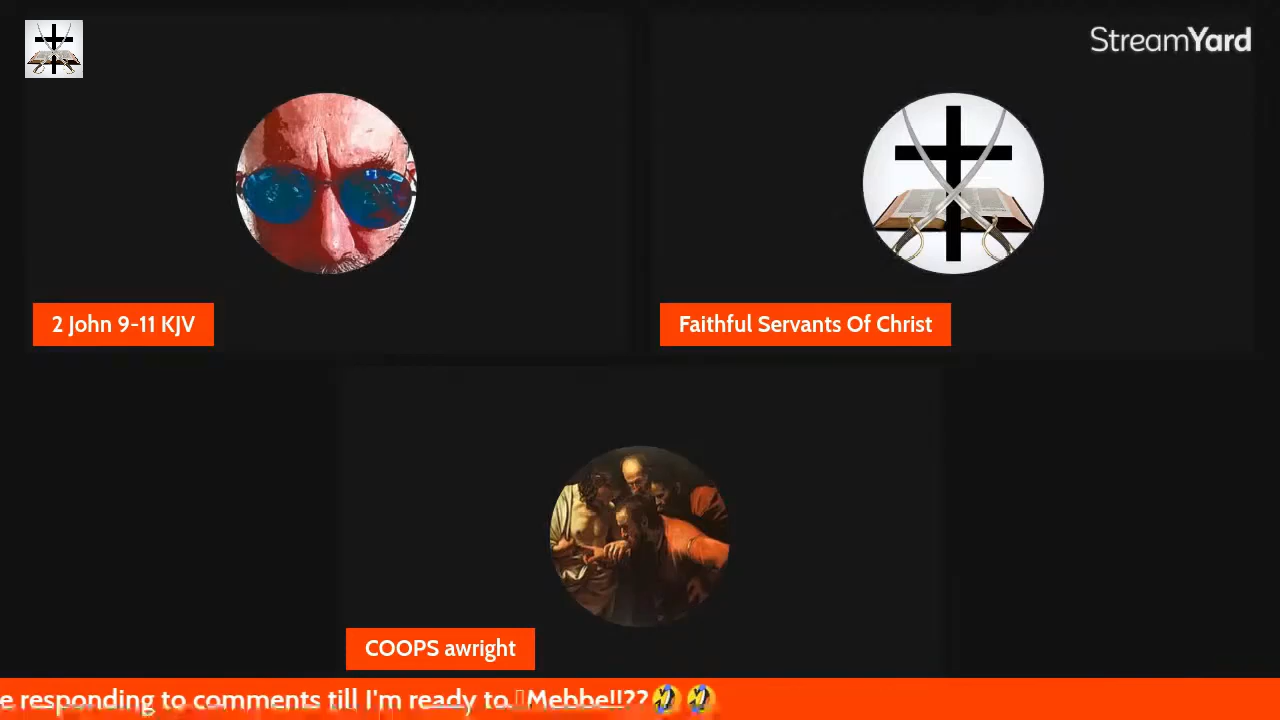 StreamYard
2 John 9-11 KJV
Faithful Servants Of Christ
COOPS awright
e responding to comments till I'm ready to Mebbe!!??🤣🤣